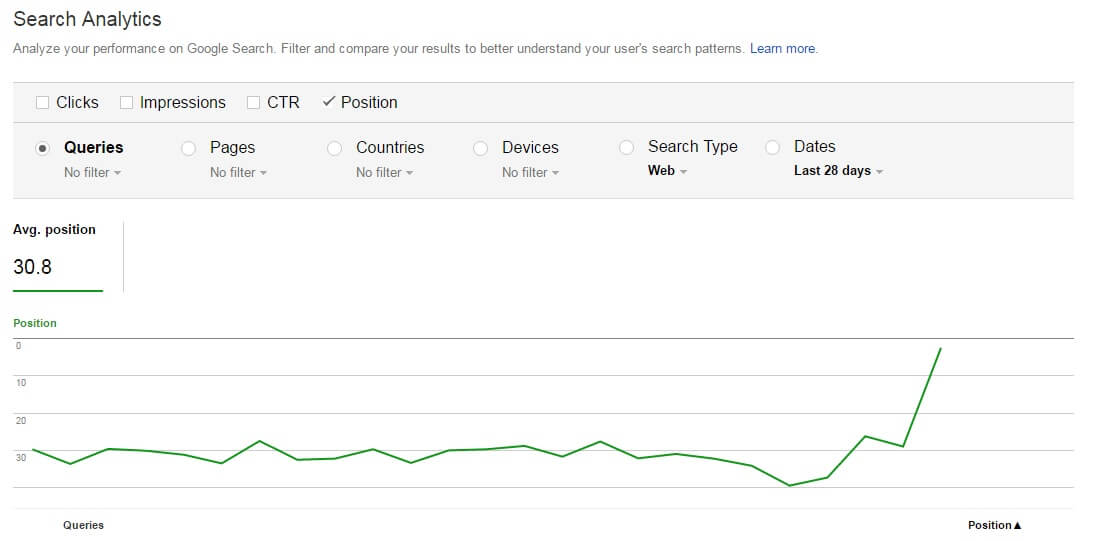 Search Analytics
Analyze your performance on Google Search. Filter and compare your results to better understand your user's search patterns. Learn more.
Clicks Impressions CTR Position
Queries Pages Countries Devices Search Type Dates
No filter No filter No filter No filter Web Last 28 days
Avg. position
30.8
Position
0
10
20
30
Queries Position▲